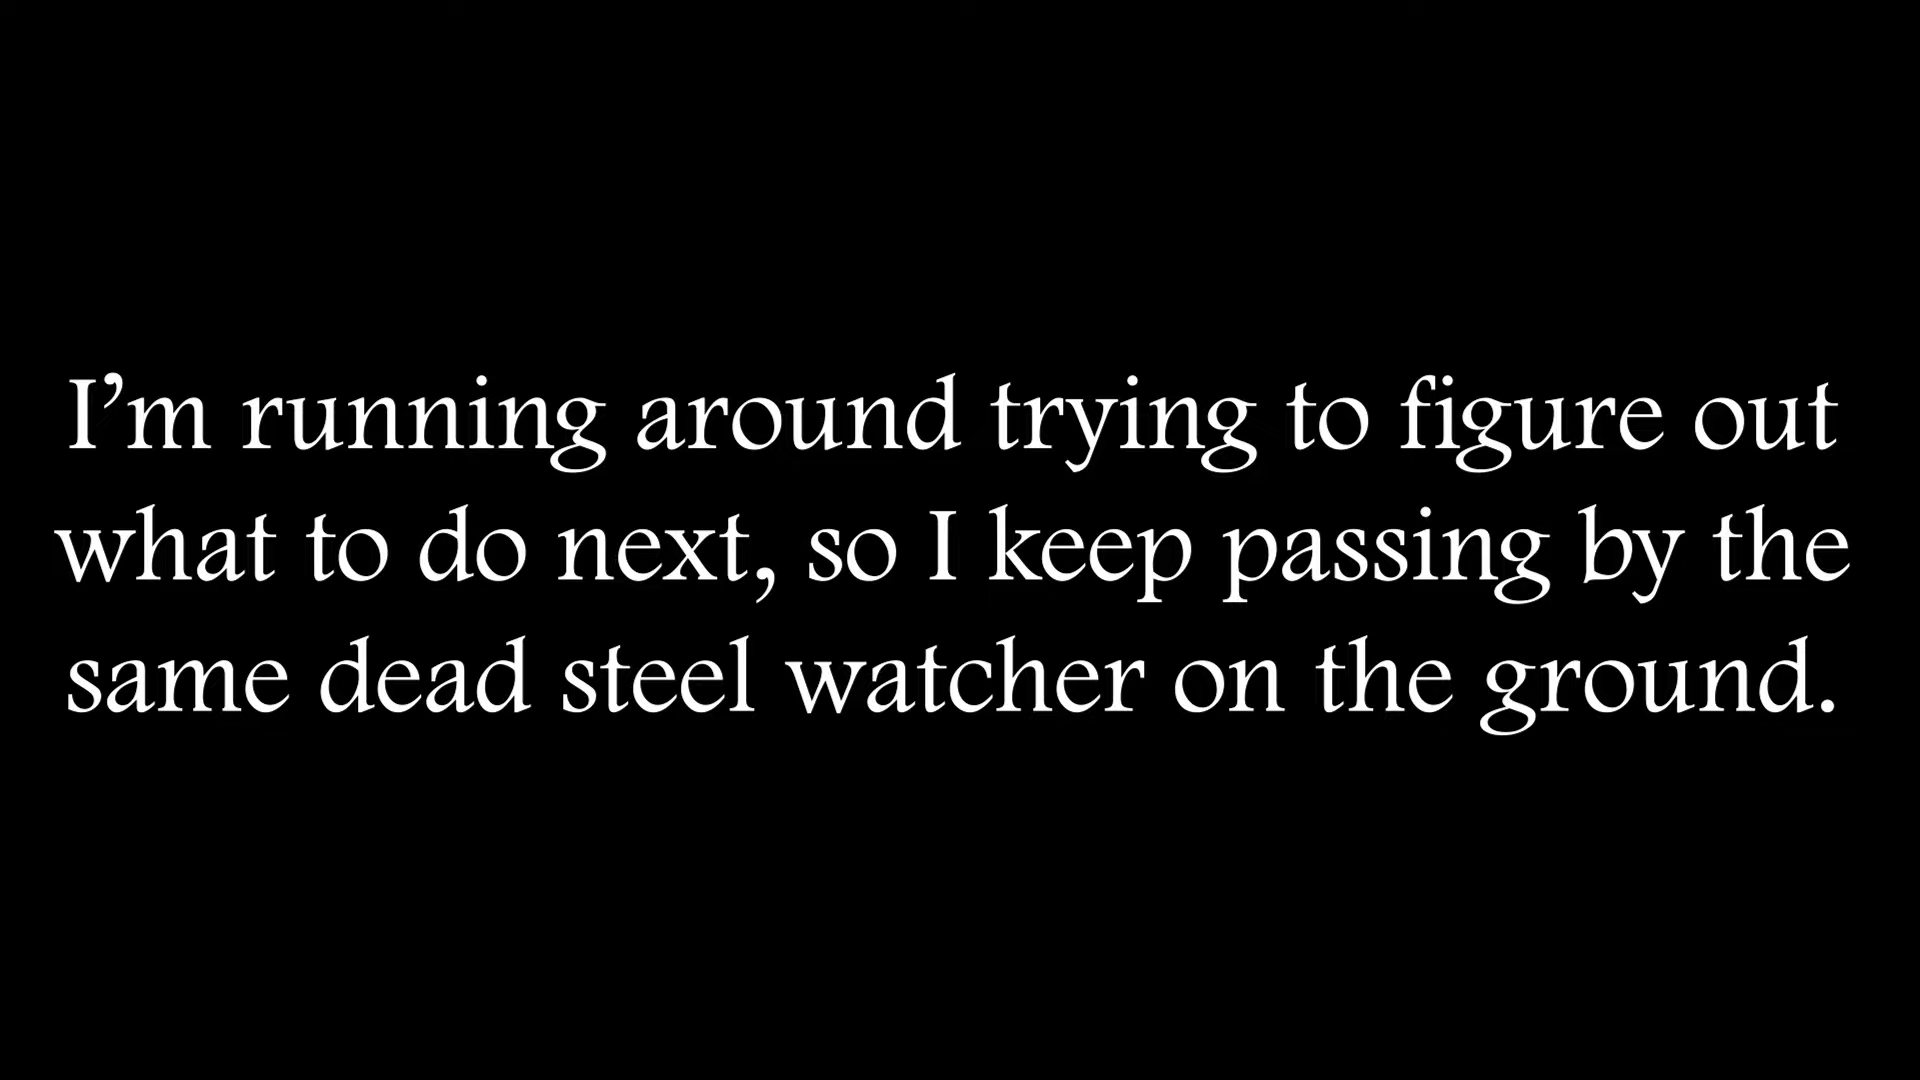 I’m running around trying to figure out
what to do next, so I keep passing by the
same dead steel watcher on the ground.